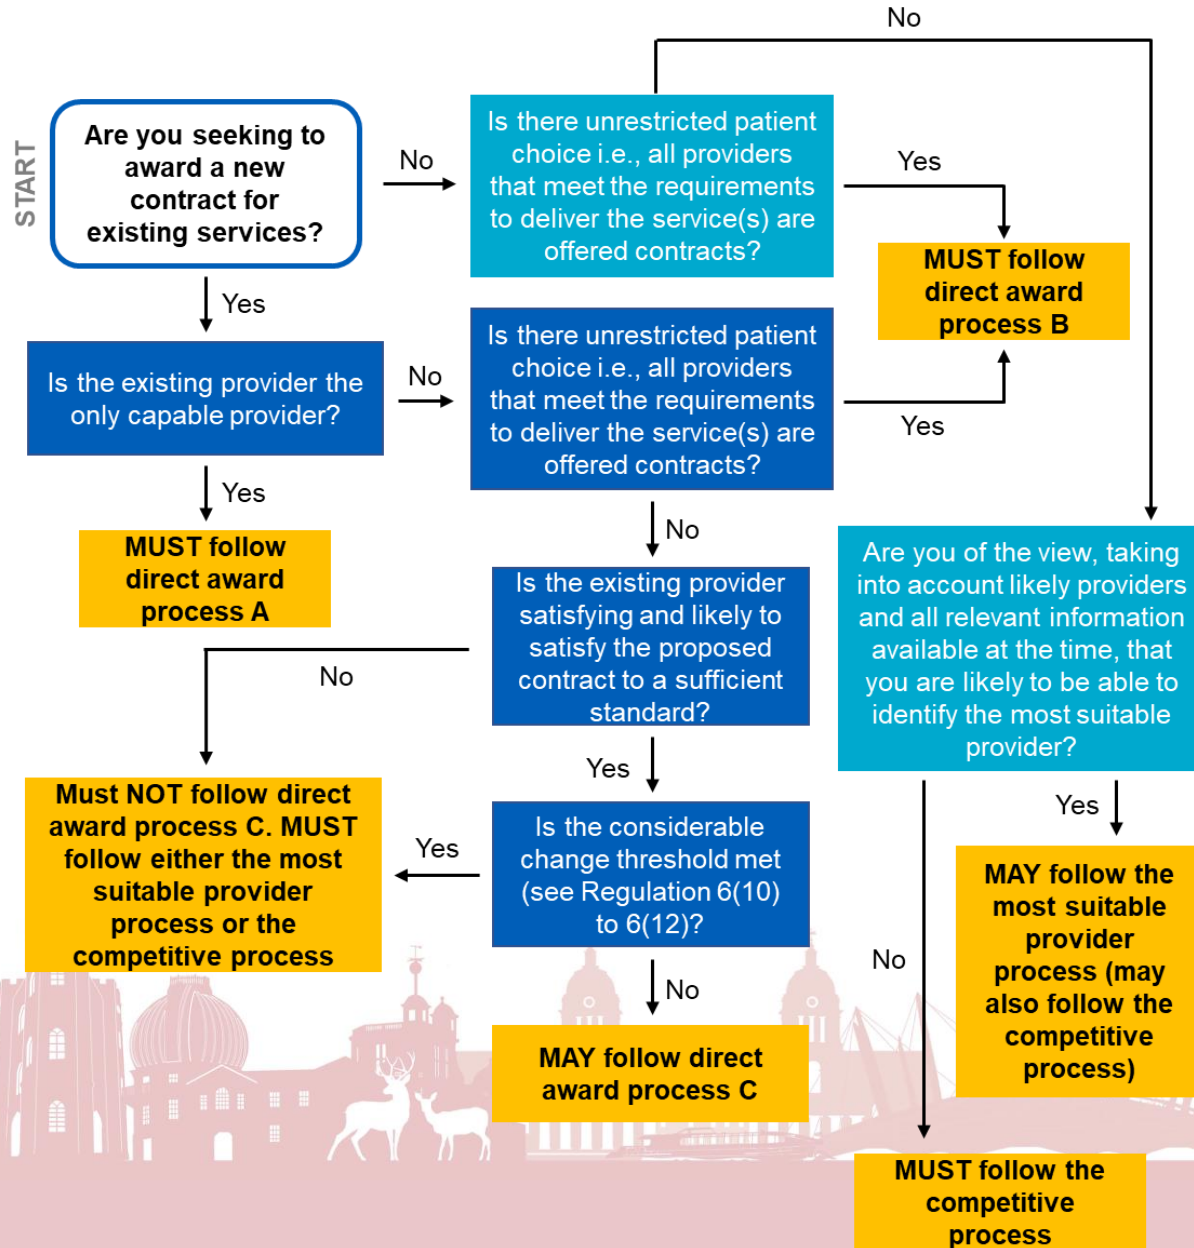 No
START
Are you seeking to
award a new
contract for
existing services?
No
Is there unrestricted patient
choice i.e., all providers
that meet the requirements
to deliver the service(s) are
offered contracts?
Yes
MUST follow
direct award
process B
Yes
Is the existing provider the
only capable provider?
No
Is there unrestricted patient
choice i.e., all providers
that meet the requirements
to deliver the service(s) are
offered contracts?
Yes
Yes
MUST follow
direct award
process A
No
Is the existing provider
satisfying and likely to
satisfy the proposed
contract to a sufficient
standard?
No
Are you of the view, taking
into account likely providers
and all relevant information
available at the time, that
you are likely to be able to
identify the most suitable
provider?
Yes
Must NOT follow direct
award process C. MUST
follow either the most
suitable provider
process or the
competitive process
Yes
Is the considerable
change threshold met
(see Regulation 6(10)
to 6(12)?
Yes
MAY follow the
most suitable
provider
process (may
also follow the
competitive
process)
No
No
MAY follow direct
award process C
MUST follow the
competitive
process